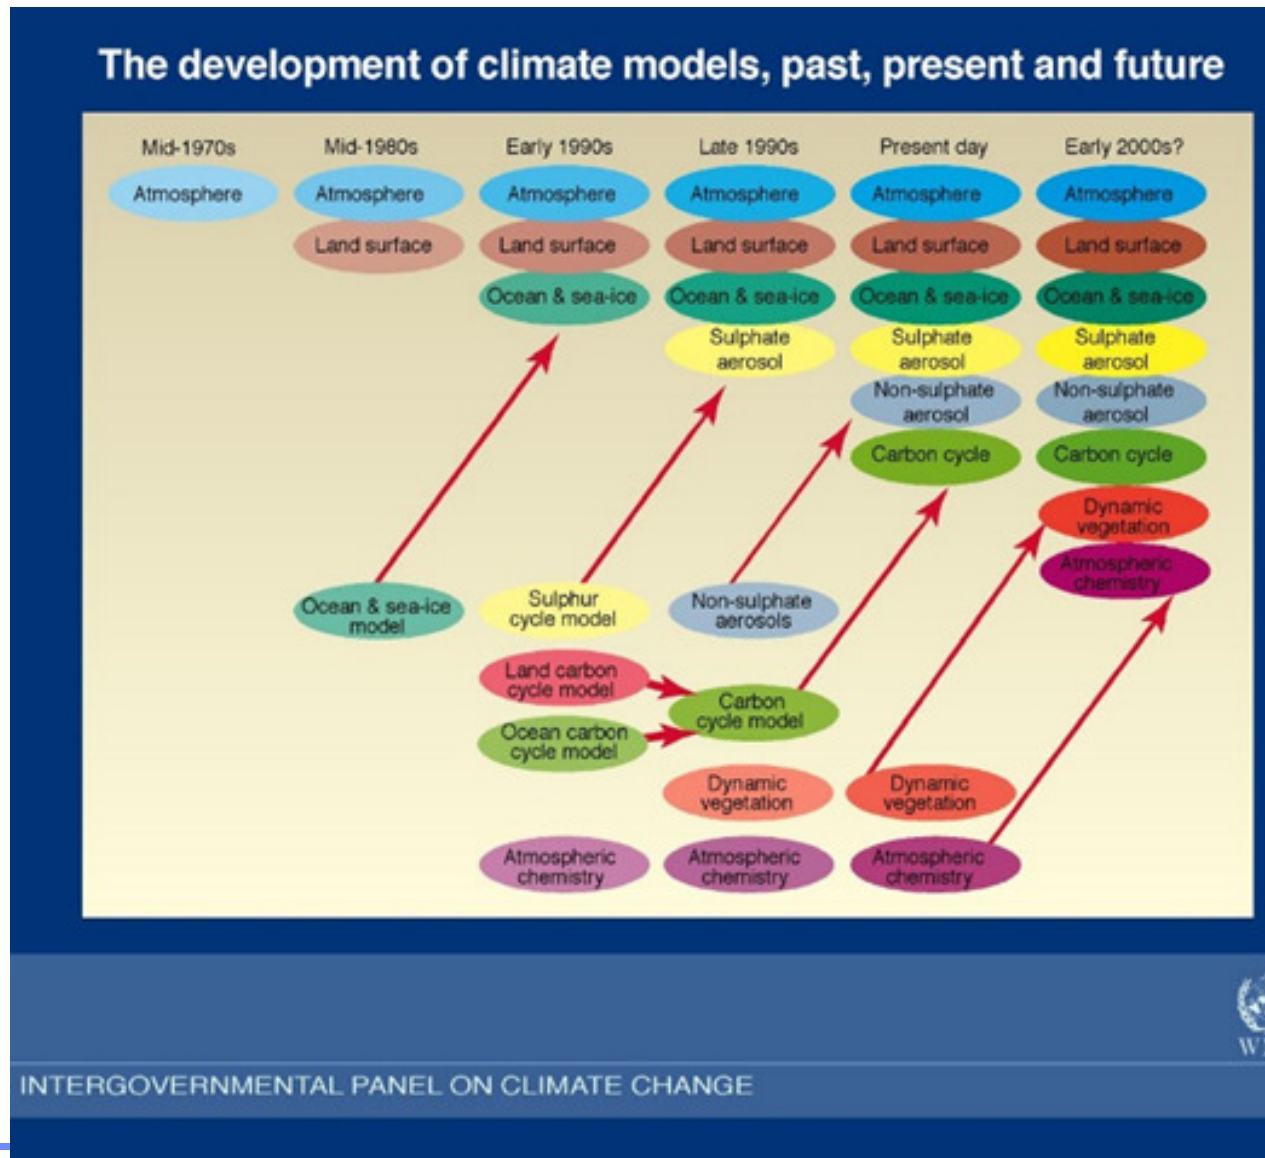 The development of climate models, past, present and future
Mid-1970s
Mid-1980s
Early 1990s
Late 1990s
Present day
Early 2000s?
Atmosphere
Atmosphere
Atmosphere
Atmosphere
Atmosphere
Atmosphere
Land surface
Land surface
Land surface
Land surface
Land surface
Ocean & sea-ice
Ocean & sea-ice
Ocean & sea-ice
Ocean & sea-ice
Sulphate
aerosol
Sulphate
aerosol
Sulphate
aerosol
Non-sulphate
aerosol
Non-sulphate
aerosol
Carbon cycle
Carbon cycle
Dynamic
vegetation
Atmospheric
chemistry
Ocean & sea-ice
model
Sulphur
cycle model
Non-sulphate
aerosols
Land carbon
cycle model
Carbon
cycle model
Ocean carbon
cycle model
Dynamic
vegetation
Dynamic
vegetation
Atmospheric
chemistry
Atmospheric
chemistry
Atmospheric
chemistry
INTERGOVERNMENTAL PANEL ON CLIMATE CHANGE